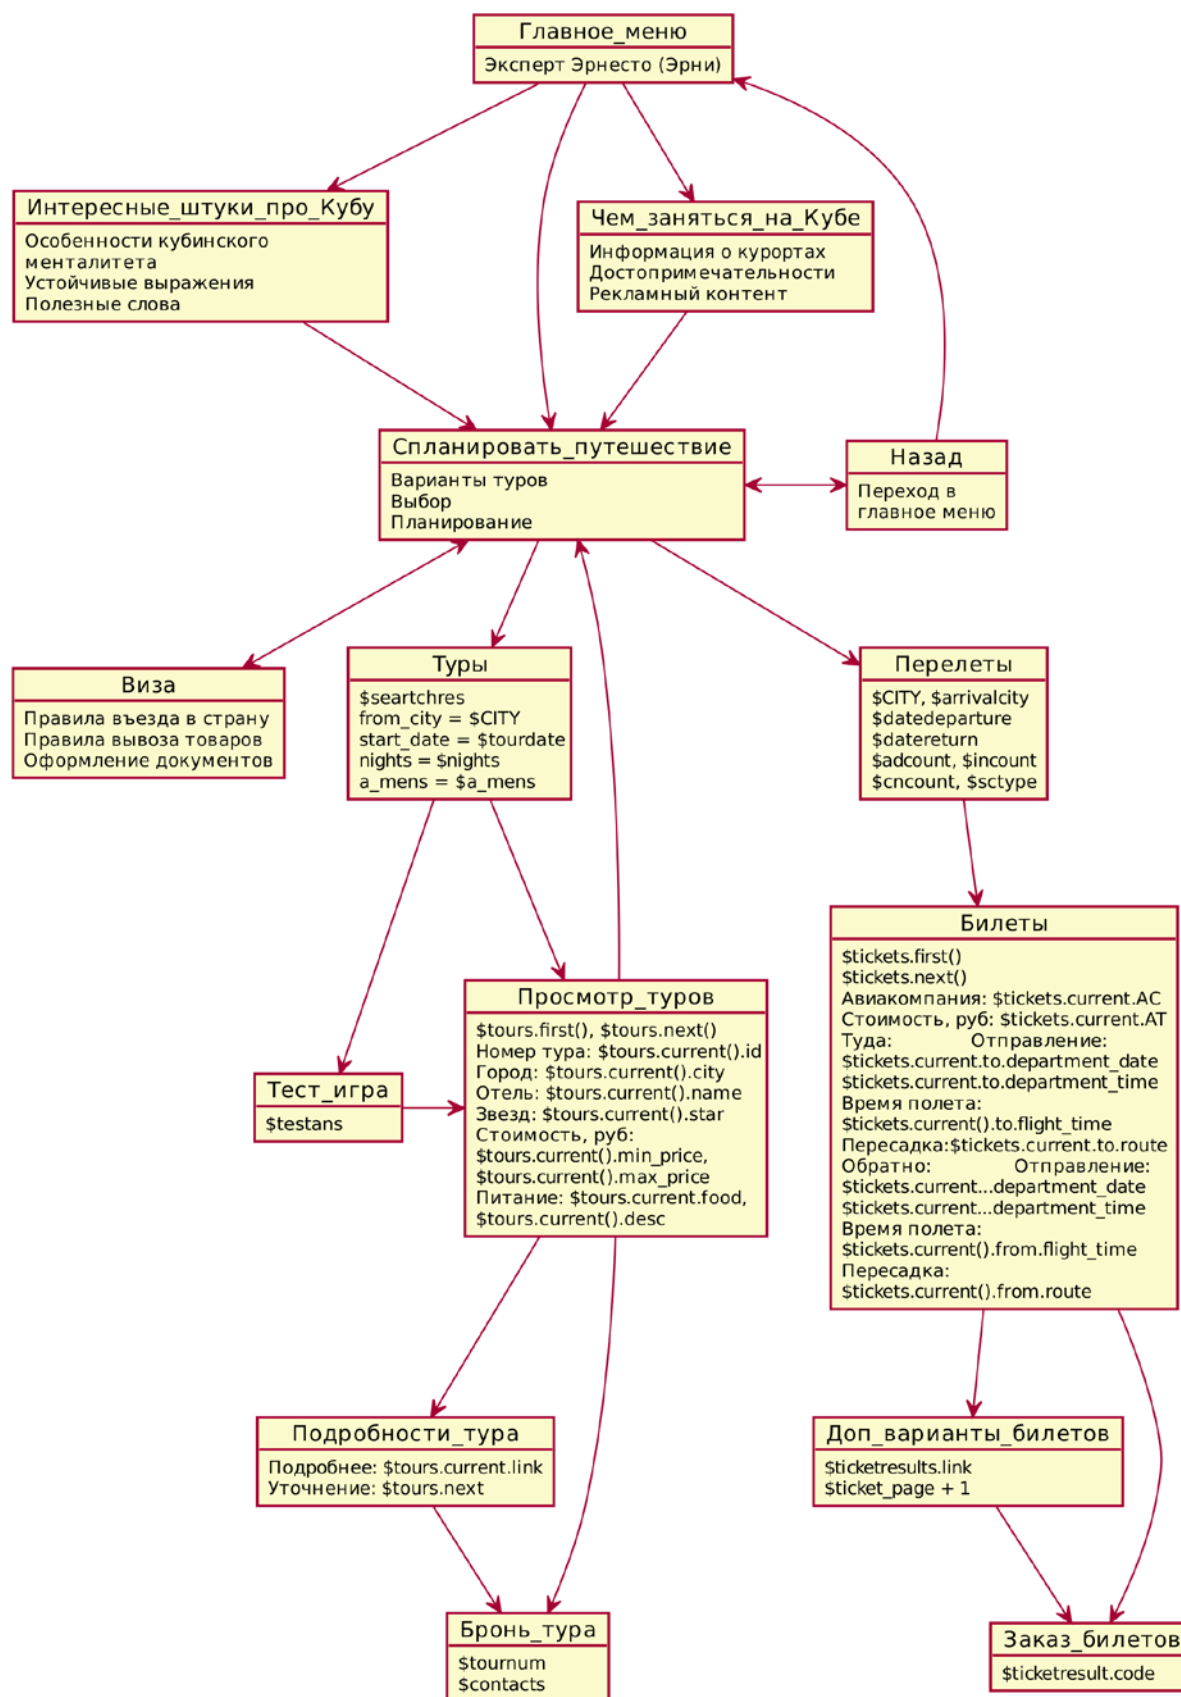 Главное_меню
Эксперт Эрнесто (Эрни)
Интересные_штуки_про_Кубу
Особенности кубинского
менталитета
Устойчивые выражения
Полезные слова
Чем_заняться_на_Кубе
Информация о курортах
Достопримечательности
Рекламный контент
Спланировать_путешествие
Варианты туров
Выбор
Планирование
Назад
Переход в
главное меню
Виза
Правила въезда в страну
Правила вывоза товаров
Оформление документов
Туры
$seartchres
from_city = $CITY
start_date = $tourdate
nights = $nights
a_mens = $a_mens
Перелеты
$CITY, $arrivalcity
$datedeparture
$datereturn
$adcount, $incount
$cncount, $sctype
Билеты
$tickets.first()
$tickets.next()
Авиакомпания: $tickets.current.AC
Стоимость, руб: $tickets.current.AT
Туда: Отправление:
$tickets.current.to.department_date
$tickets.current.to.department_time
Время полета:
$tickets.current().to.flight_time
Пересадка:$tickets.current.to.route
Обратно: Отправление:
$tickets.current...department_date
$tickets.current...department_time
Время полета:
$tickets.current().from.flight_time
Пересадка:
$tickets.current().from.route
Просмотр_туров
$tours.first(), $tours.next()
Номер тура: $tours.current().id
Город: $tours.current().city
Отель: $tours.current().name
Звезд: $tours.current().star
Стоимость, руб:
$tours.current().min_price,
$tours.current().max_price
Питание: $tours.current.food,
$tours.current().desc
Тест_игра
$testans
Подробности_тура
Подробнее: $tours.current.link
Уточнение: $tours.next
Доп_варианты_билетов
$ticketresults.link
$ticket_page + 1
Бронь_тура
$tournum
$contacts
Заказ_билетов
$ticketresult.code